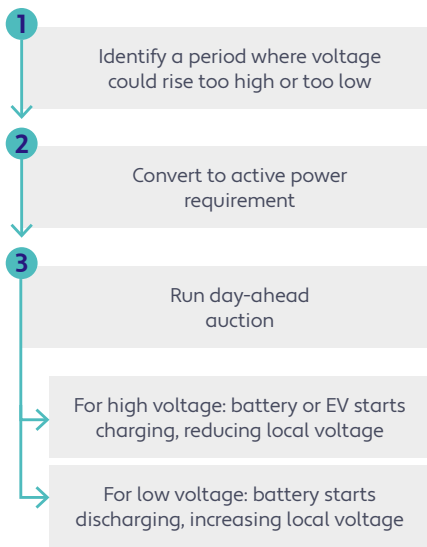 1
Identify a period where voltage
could rise too high or too low
2
Convert to active power
requirement
3
Run day-ahead
auction
For high voltage: battery or EV starts
charging, reducing local voltage
For low voltage: battery starts
discharging, increasing local voltage